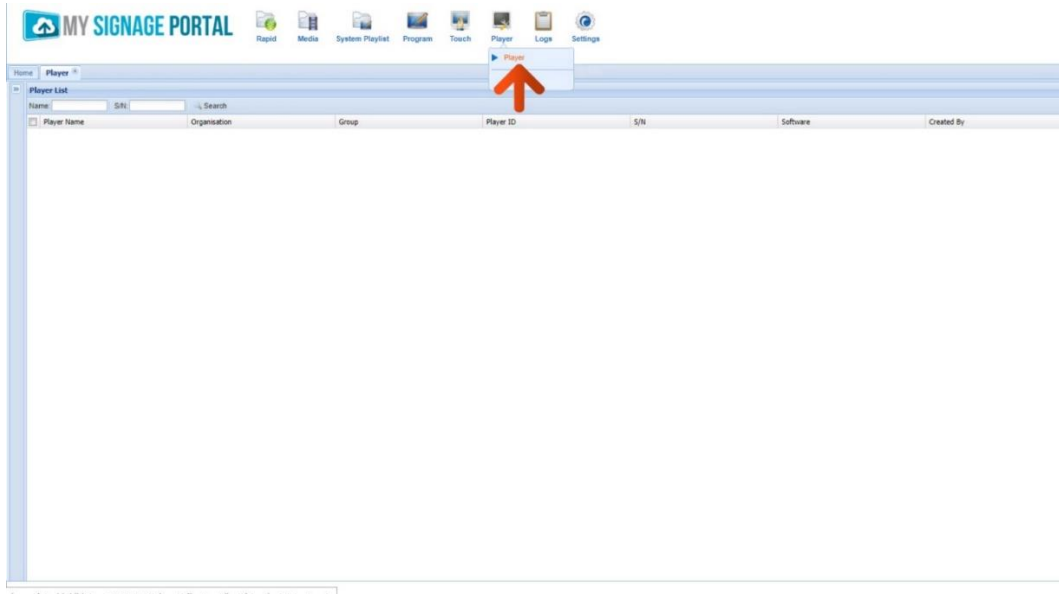 MY SIGNAGE PORTAL
Rapid Media System Playlist Program Touch Player Logs Settings
Player
Home Player
Player List
Name S/N Search
Player Name Organisation Group Player ID S/N Software Created By